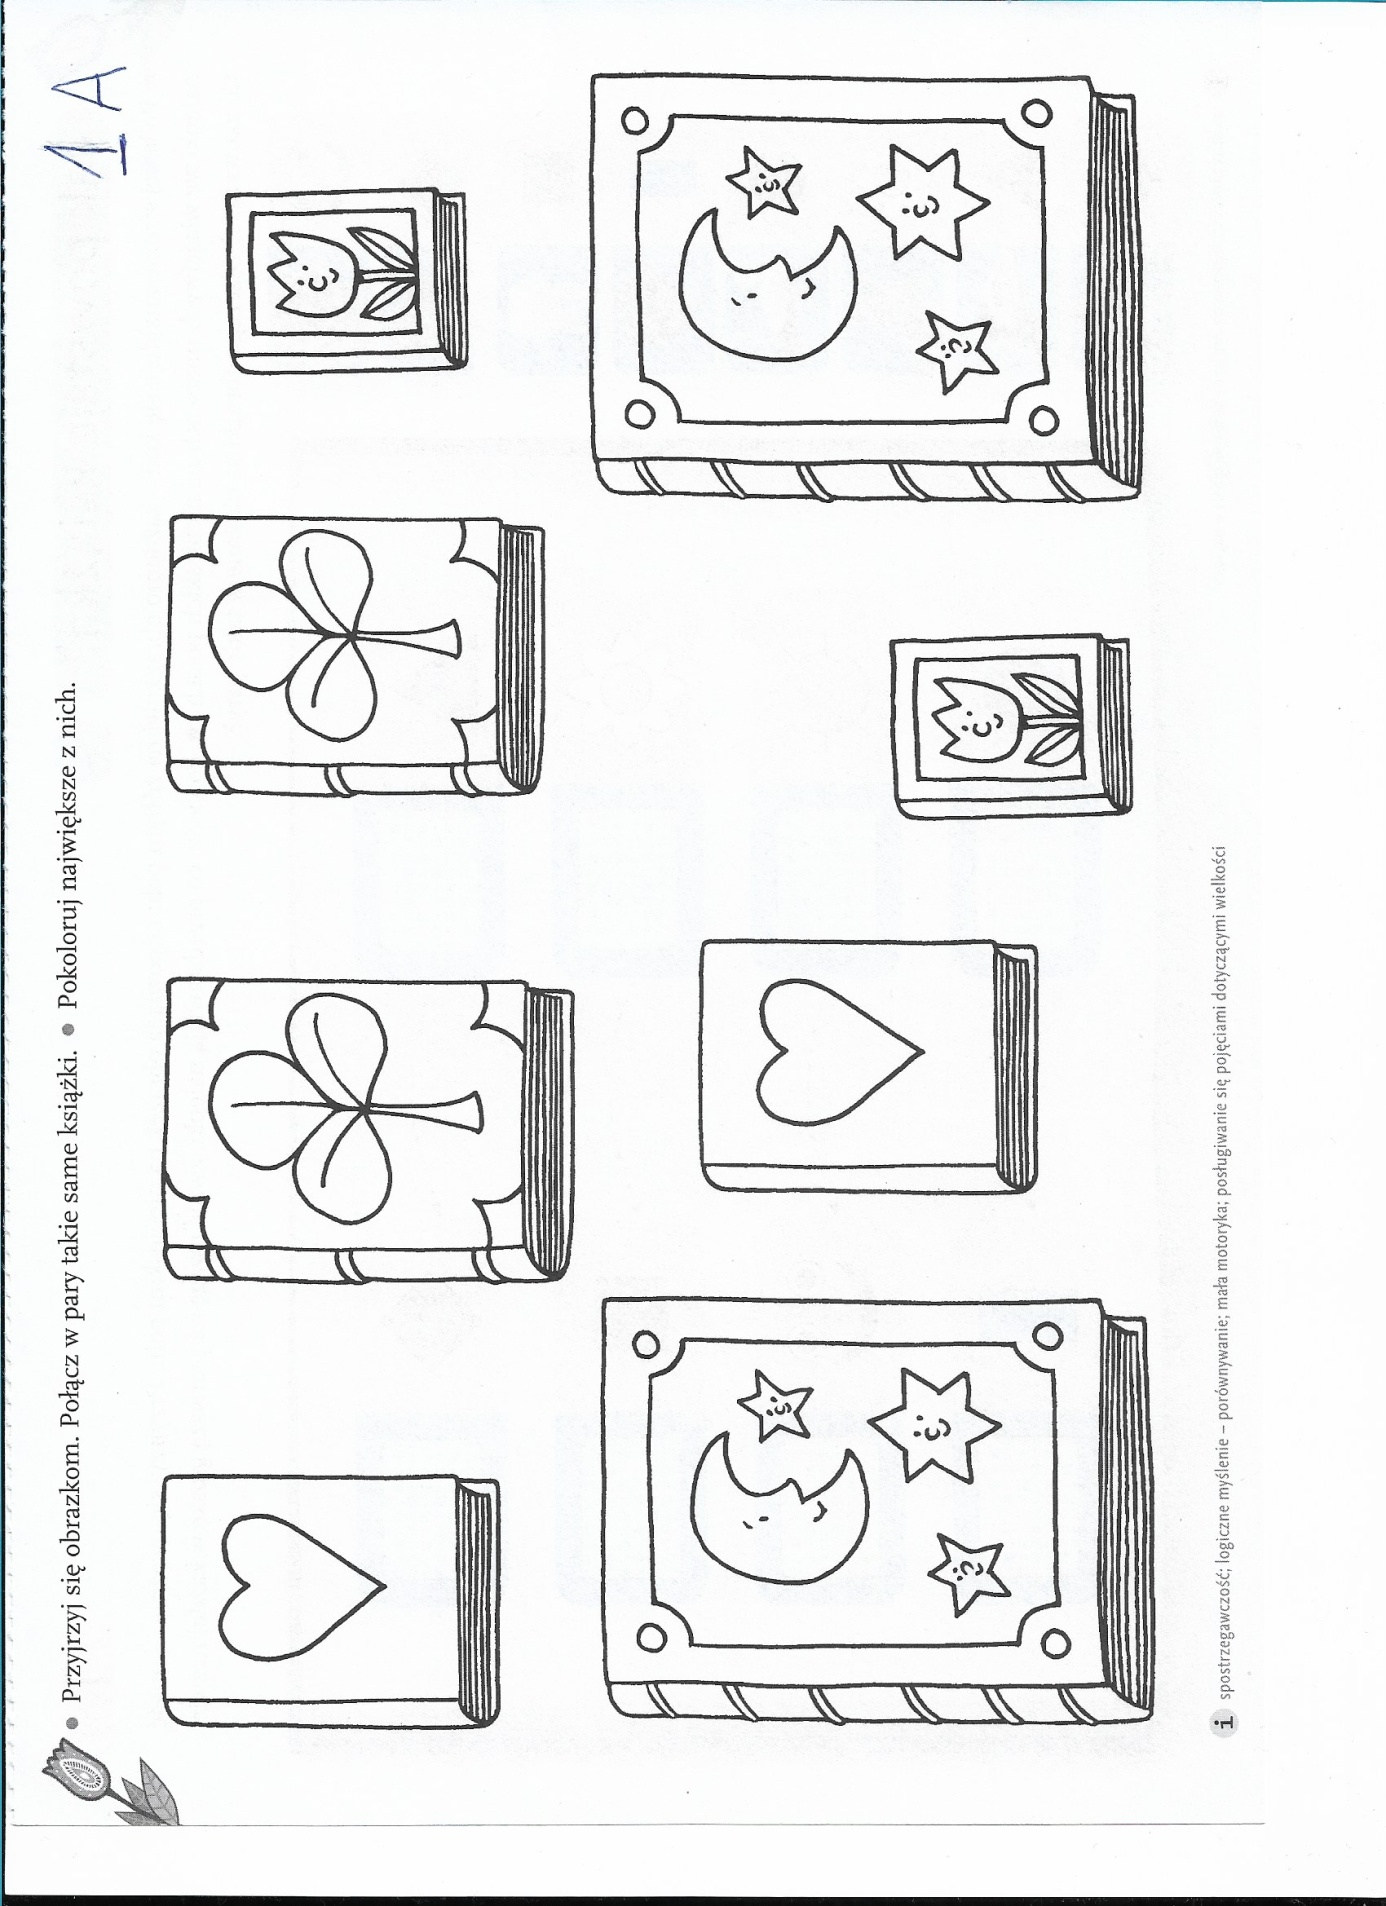 1 A
• Przyjrzyj się obrazkom. Połącz w pary takie same książki. • Pokoloruj największe z nich.
i spostrzegawczość; logiczne myślenie – porównywanie; mała motoryka; posługiwanie się pojęciami dotyczącymi wielkości